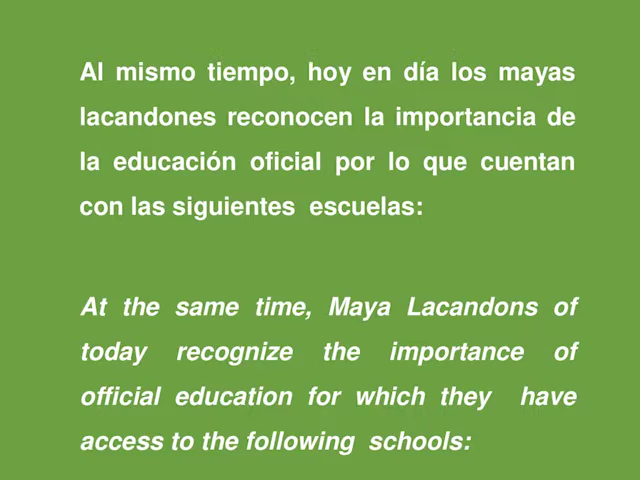 Al mismo tiempo, hoy en día los mayas
lacandones reconocen la importancia de
la educación oficial por lo que cuentan
con las siguientes escuelas:
At the same time, Maya Lacandons of
today recognize the importance of
official education for which they have
access to the following schools: